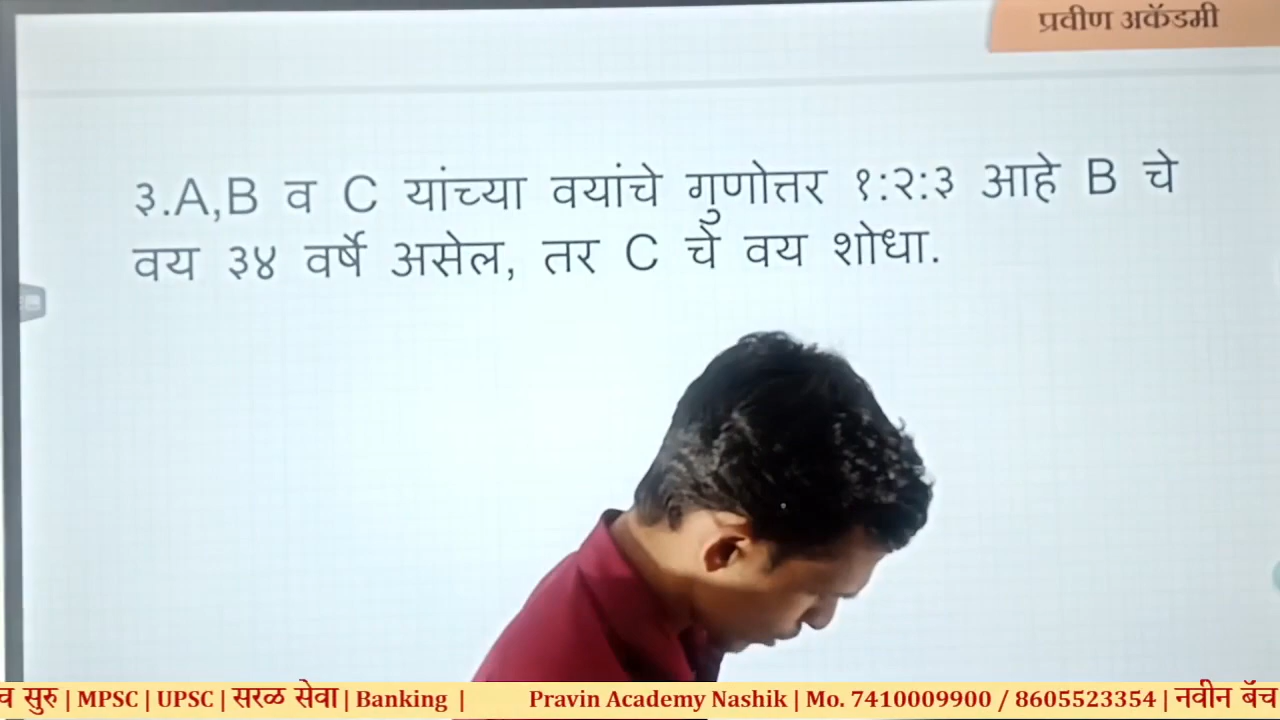 प्रवीण अकॅडमी
३.A,B व C यांच्या वयांचे गुणोत्तर १:२:३ आहे B चे
वय ३४ वर्षे असेल, तर C चे वय शोधा.
च सुरु | MPSC | UPSC | सरळ सेवा | Banking | Pravin Academy Nashik | Mo. 7410009900 / 8605523354 | नवीन बॅच